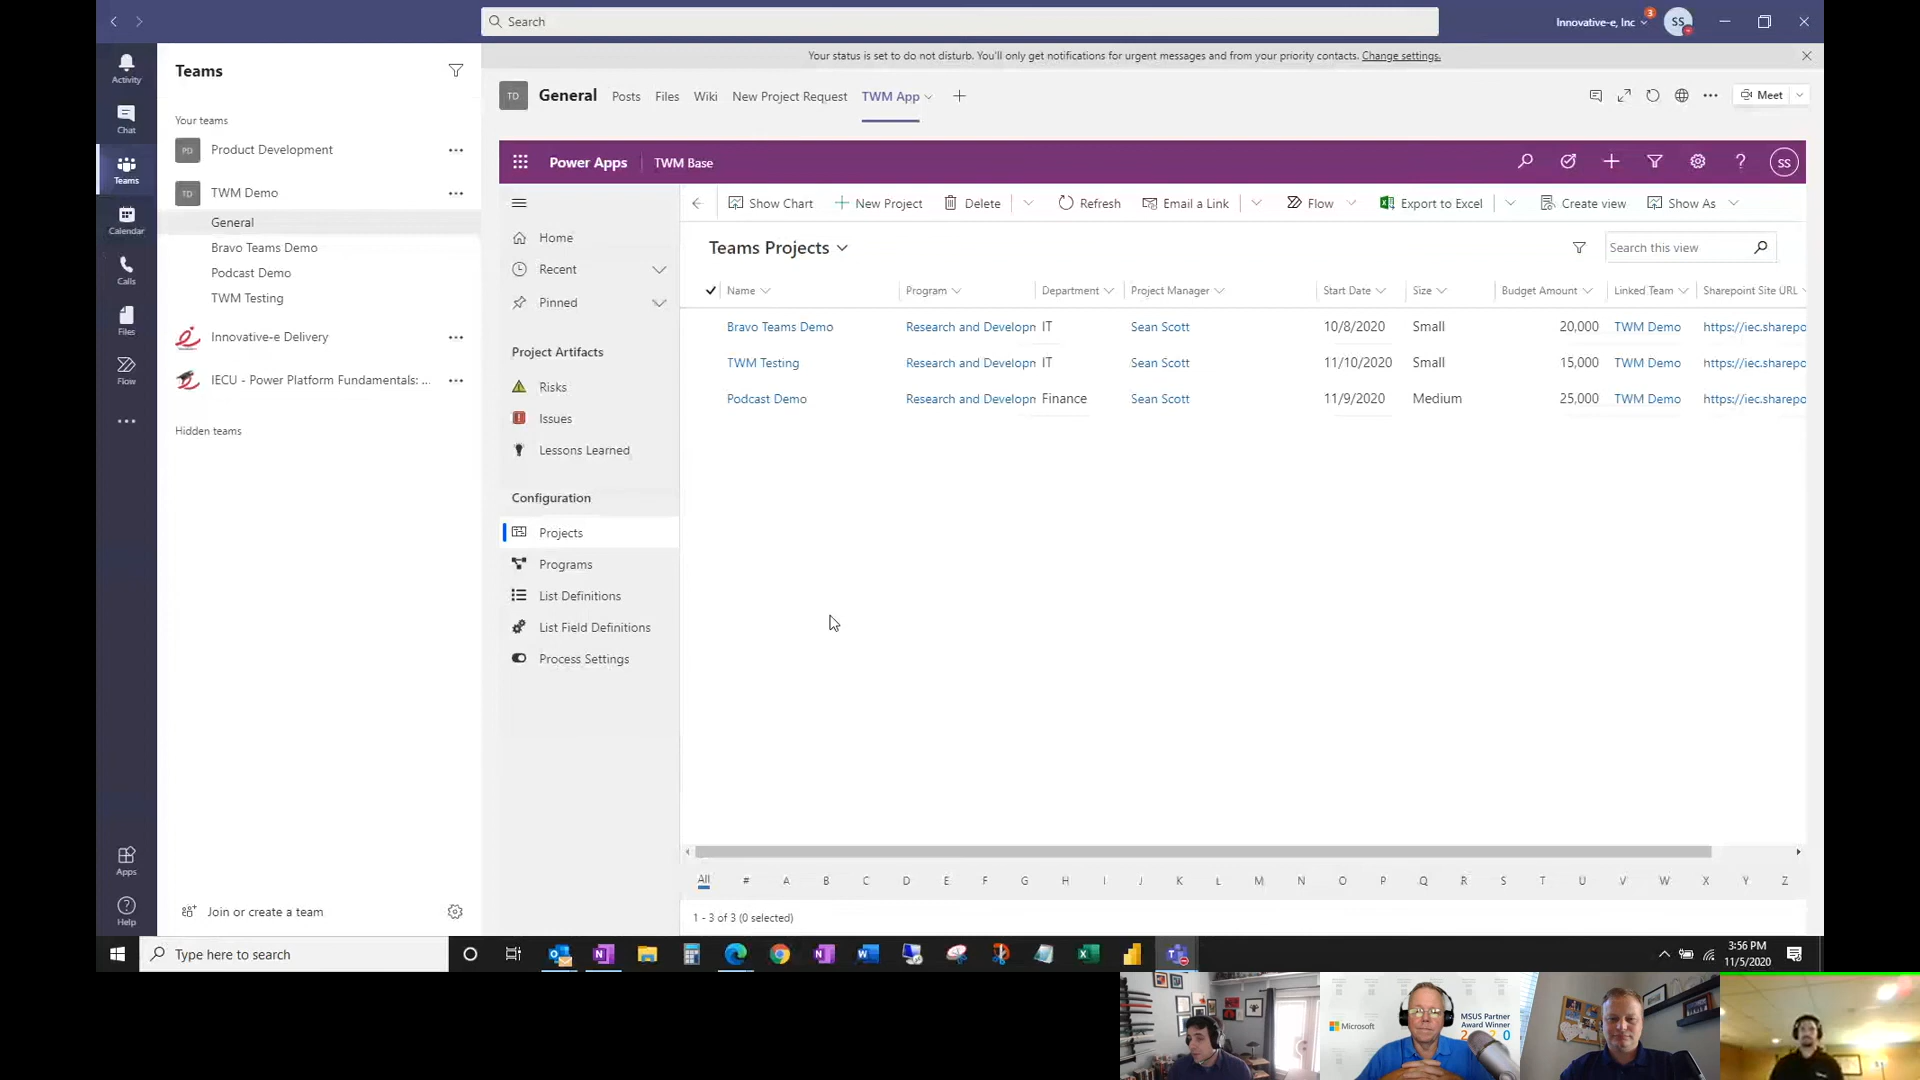 Search
Innovative-e, Inc
3
SS
Your status is set to do not disturb. You'll only get notifications for urgent messages and from your priority contacts. Change settings.
Activity
Chat
Teams
Calendar
Calls
Files
Flow
Apps
Help
Teams
Your teams
PD Product Development
TD TWM Demo
General
Bravo Teams Demo
Podcast Demo
TWM Testing
Innovative-e Delivery
IECU - Power Platform Fundamentals: ...
Hidden teams
Join or create a team
TD General Posts Files Wiki New Project Request TWM App
Meet
Power Apps TWM Base
? SS
Home
Recent
Pinned
Project Artifacts
Risks
Issues
Lessons Learned
Configuration
Projects
Programs
List Definitions
List Field Definitions
Process Settings
Show Chart New Project Delete Refresh Email a Link Flow Export to Excel Create view Show As
Teams Projects
Search this view
Name Program Department Project Manager Start Date Size Budget Amount Linked Team Sharepoint Site URL
Bravo Teams Demo Research and Developn IT Sean Scott 10/8/2020 Small 20,000 TWM Demo https://iec.sharepo
TWM Testing Research and Developn IT Sean Scott 11/10/2020 Small 15,000 TWM Demo https://iec.sharepo
Podcast Demo Research and Developn Finance Sean Scott 11/9/2020 Medium 25,000 TWM Demo https://iec.sharepo
All # A B C D E F G H I J K L M N O P Q R S T U V W X Y Z
1 - 3 of 3 (0 selected)
Type here to search
3:56 PM
11/5/2020
Microsoft
MSUS Partner
Award Winner